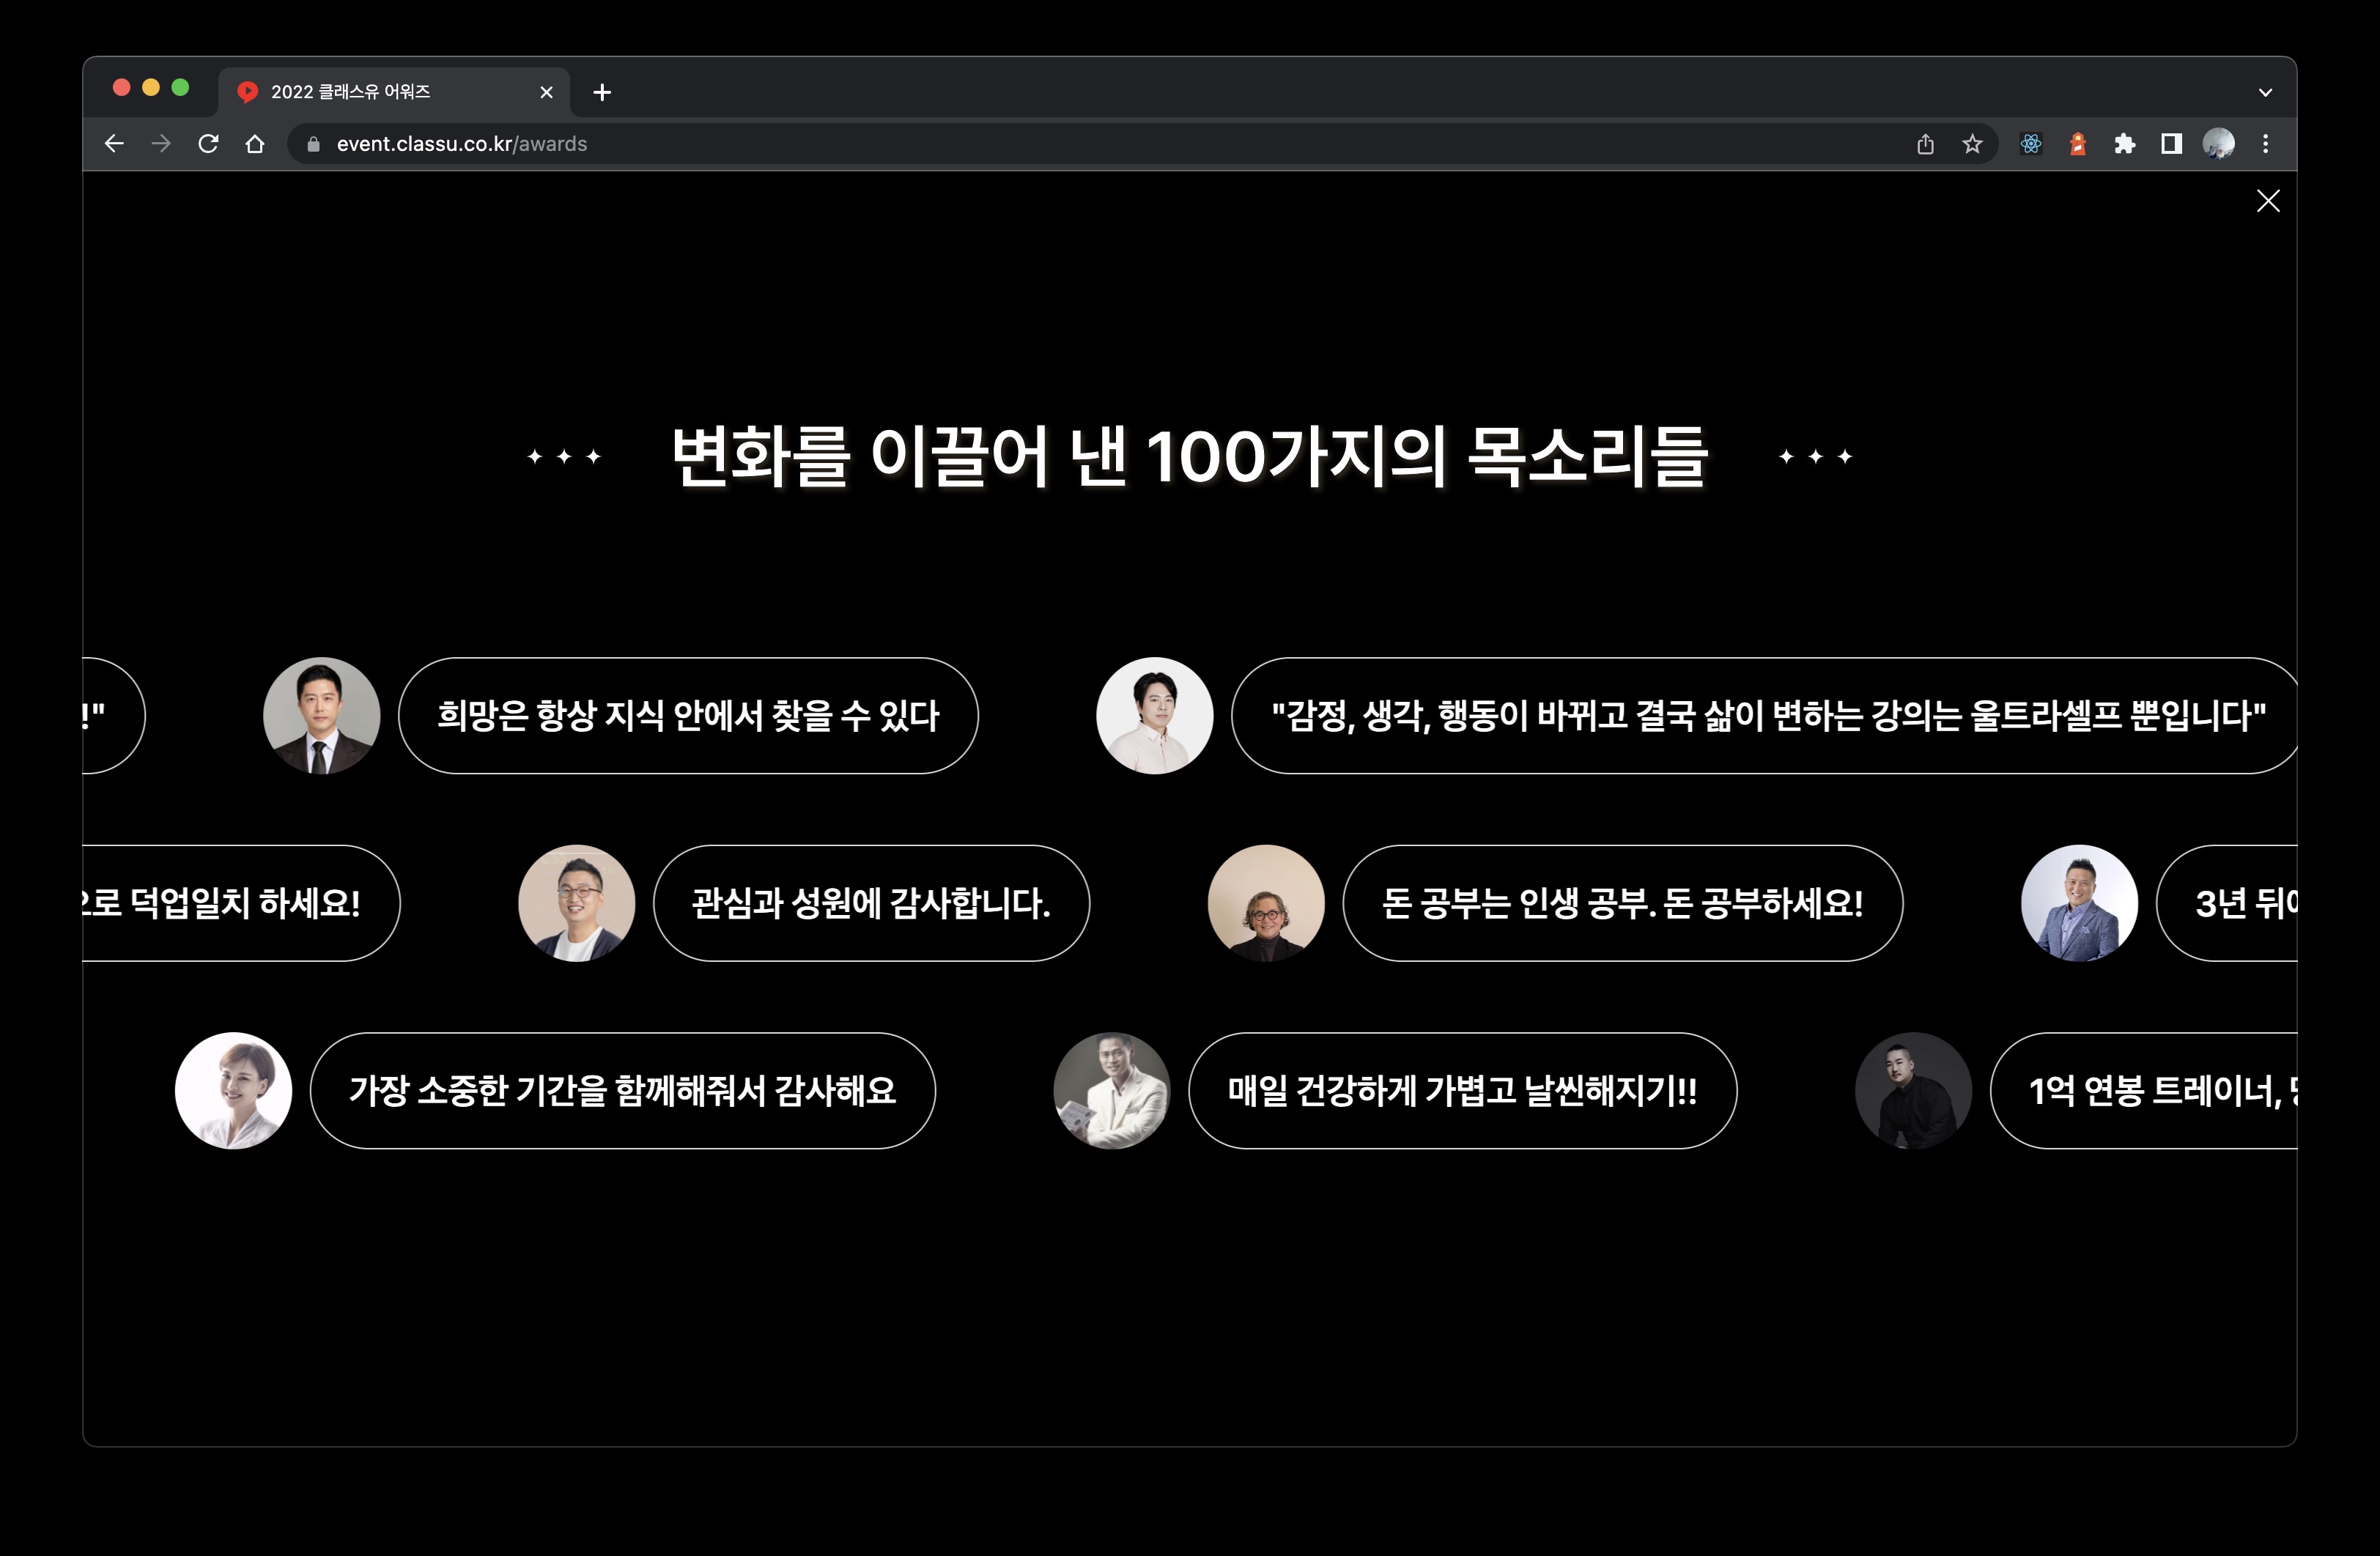 2022 클래스유 어워즈
event.classu.co.kr/awards
변화를 이끌어 낸 100가지의 목소리들
!"
희망은 항상 지식 안에서 찾을 수 있다
"감정, 생각, 행동이 바뀌고 결국 삶이 변하는 강의는 울트라셀프 뿐입니다"
으로 덕업일치 하세요!
관심과 성원에 감사합니다.
돈 공부는 인생 공부. 돈 공부하세요!
3년 뒤에
가장 소중한 기간을 함께해줘서 감사해요
매일 건강하게 가볍고 날씬해지기!!
1억 연봉 트레이너,